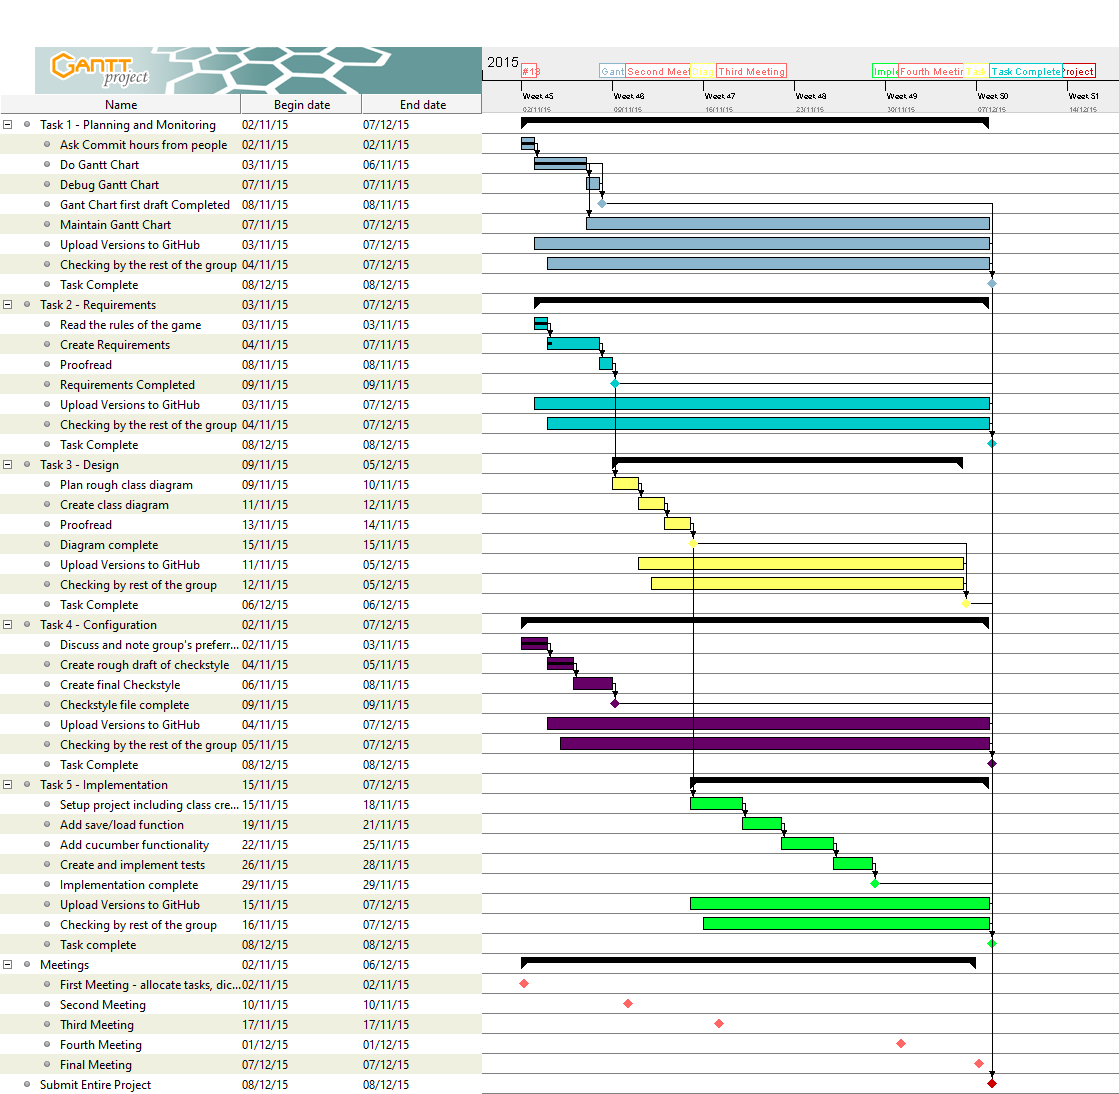 GANTT
project
2015
#13 Gant Second Meet Third Meeting Imple Fourth Meetin Task Complete roject
Week 45 Week 46 Week 47 Week 48 Week 49 Week 50 Week 51
02/11/15 09/11/15 16/11/15 23/11/15 30/11/15 07/12/15 14/12/15
Name Begin date End date
Task 1 - Planning and Monitoring 02/11/15 07/12/15
Ask Commit hours from people 02/11/15 02/11/15
Do Gantt Chart 03/11/15 06/11/15
Debug Gantt Chart 07/11/15 07/11/15
Gant Chart first draft Completed 08/11/15 08/11/15
Maintain Gantt Chart 07/11/15 07/12/15
Upload Versions to GitHub 03/11/15 07/12/15
Checking by the rest of the group 04/11/15 07/12/15
Task Complete 08/12/15 08/12/15
Task 2 - Requirements 03/11/15 07/12/15
Read the rules of the game 03/11/15 03/11/15
Create Requirements 04/11/15 07/11/15
Proofread 08/11/15 08/11/15
Requirements Completed 09/11/15 09/11/15
Upload Versions to GitHub 03/11/15 07/12/15
Checking by the rest of the group 04/11/15 07/12/15
Task Complete 08/12/15 08/12/15
Task 3 - Design 09/11/15 05/12/15
Plan rough class diagram 09/11/15 10/11/15
Create class diagram 11/11/15 12/11/15
Proofread 13/11/15 14/11/15
Diagram complete 15/11/15 15/11/15
Upload Versions to GitHub 11/11/15 05/12/15
Checking by rest of the group 12/11/15 05/12/15
Task Complete 06/12/15 06/12/15
Task 4 - Configuration 02/11/15 07/12/15
Discuss and note group's preferr... 02/11/15 03/11/15
Create rough draft of checkstyle 04/11/15 05/11/15
Create final Checkstyle 06/11/15 08/11/15
Checkstyle file complete 09/11/15 09/11/15
Upload Versions to GitHub 04/11/15 07/12/15
Checking by the rest of the group 05/11/15 07/12/15
Task Complete 08/12/15 08/12/15
Task 5 - Implementation 15/11/15 07/12/15
Setup project including class cre... 15/11/15 18/11/15
Add save/load function 19/11/15 21/11/15
Add cucumber functionality 22/11/15 25/11/15
Create and implement tests 26/11/15 28/11/15
Implementation complete 29/11/15 29/11/15
Upload Versions to GitHub 15/11/15 07/12/15
Checking by rest of the group 16/11/15 07/12/15
Task complete 08/12/15 08/12/15
Meetings 02/11/15 06/12/15
First Meeting - allocate tasks, dic... 02/11/15 02/11/15
Second Meeting 10/11/15 10/11/15
Third Meeting 17/11/15 17/11/15
Fourth Meeting 01/12/15 01/12/15
Final Meeting 07/12/15 07/12/15
Submit Entire Project 08/12/15 08/12/15